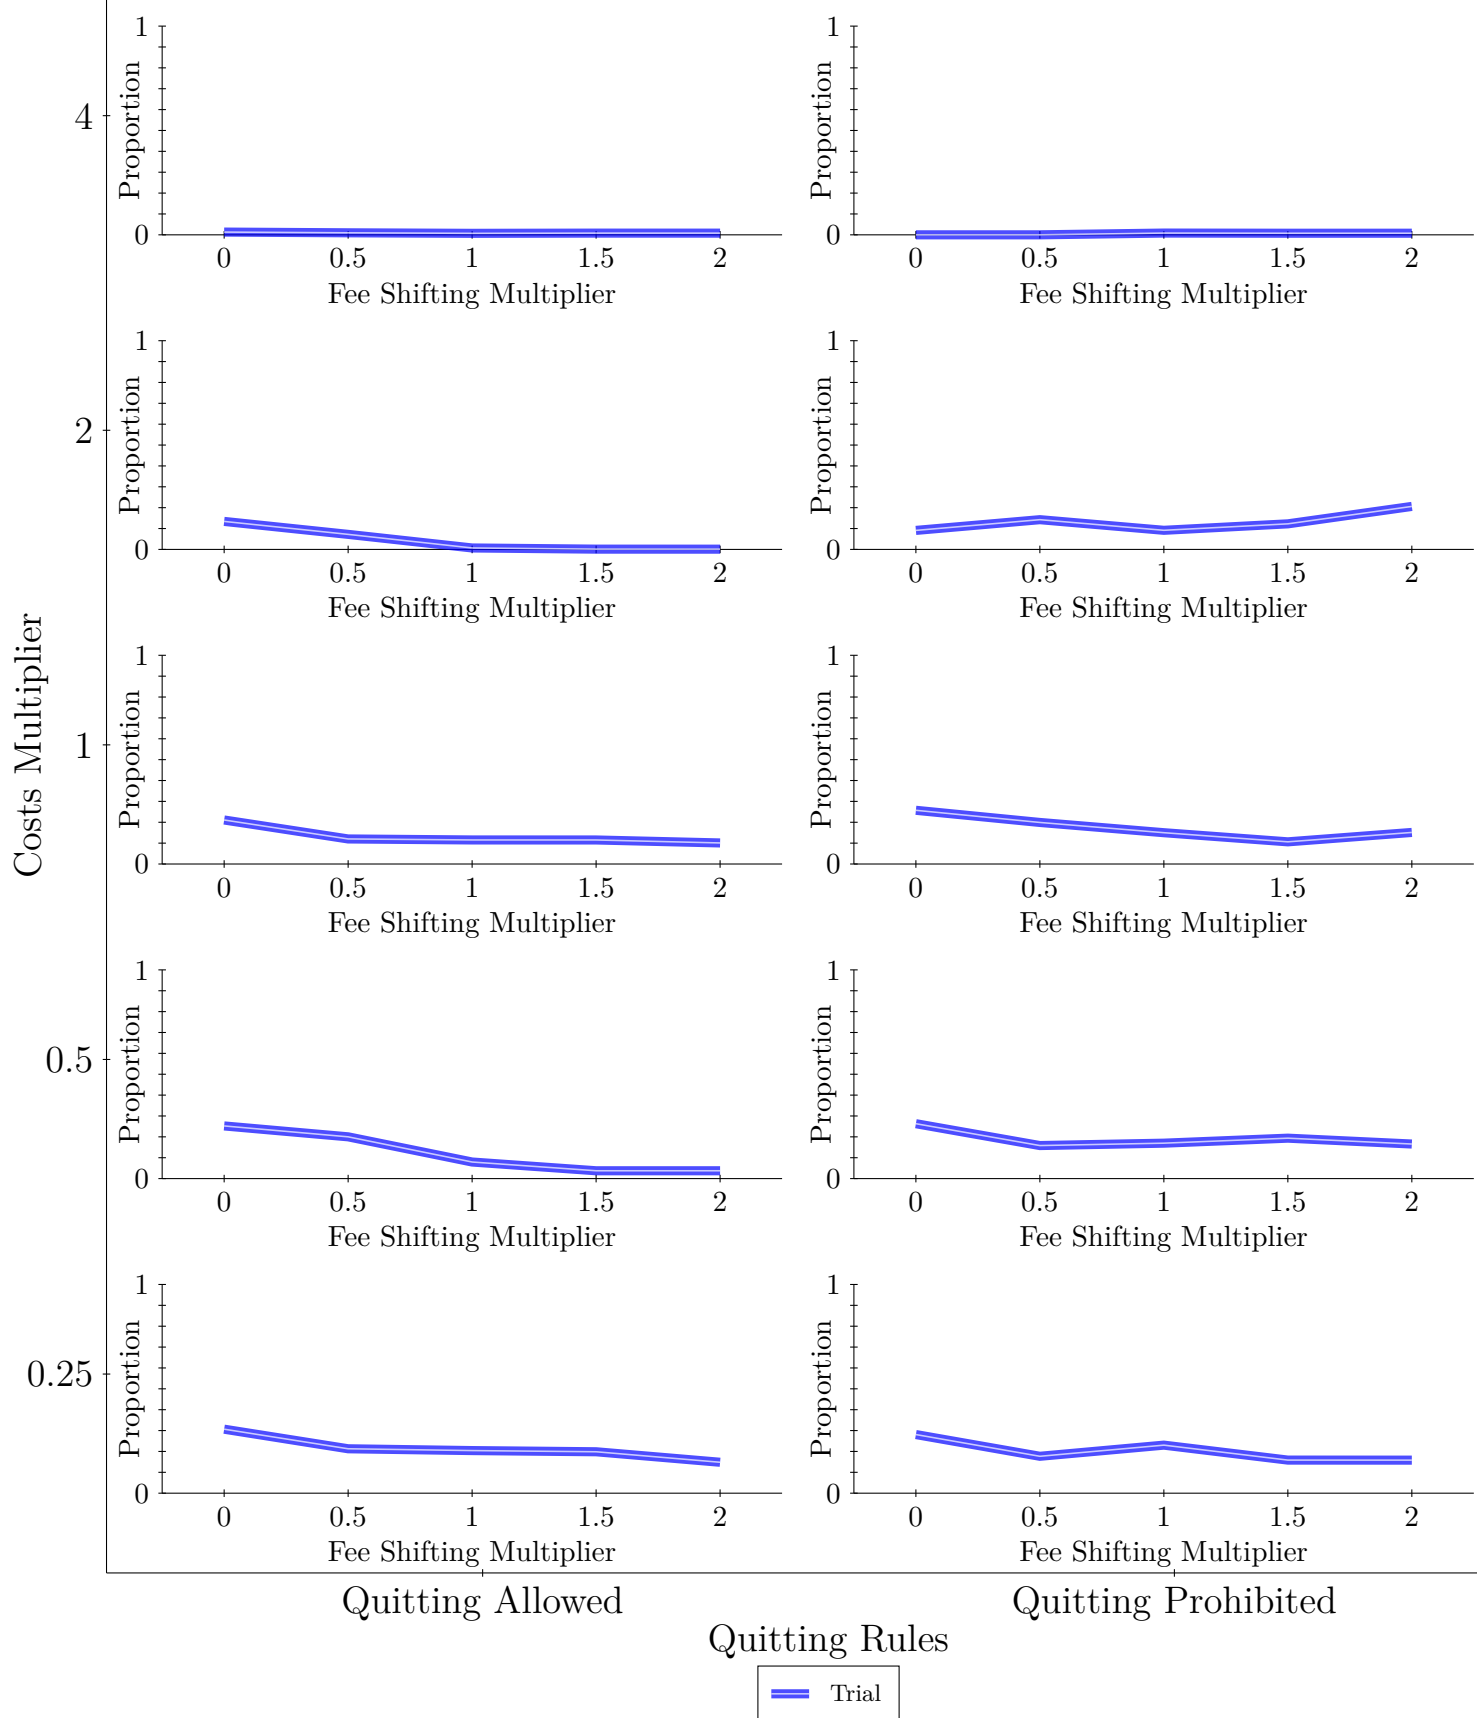 Costs Multiplier
4
Proportion
1
0
0 0.5 1 1.5 2
Fee Shifting Multiplier
Proportion
1
0
0 0.5 1 1.5 2
Fee Shifting Multiplier
2
Proportion
1
0
0 0.5 1 1.5 2
Fee Shifting Multiplier
Proportion
1
0
0 0.5 1 1.5 2
Fee Shifting Multiplier
1
Proportion
1
0
0 0.5 1 1.5 2
Fee Shifting Multiplier
Proportion
1
0
0 0.5 1 1.5 2
Fee Shifting Multiplier
0.5
Proportion
1
0
0 0.5 1 1.5 2
Fee Shifting Multiplier
Proportion
1
0
0 0.5 1 1.5 2
Fee Shifting Multiplier
0.25
Proportion
1
0
0 0.5 1 1.5 2
Fee Shifting Multiplier
Proportion
1
0
0 0.5 1 1.5 2
Fee Shifting Multiplier
Quitting Allowed
Quitting Prohibited
Quitting Rules
Trial